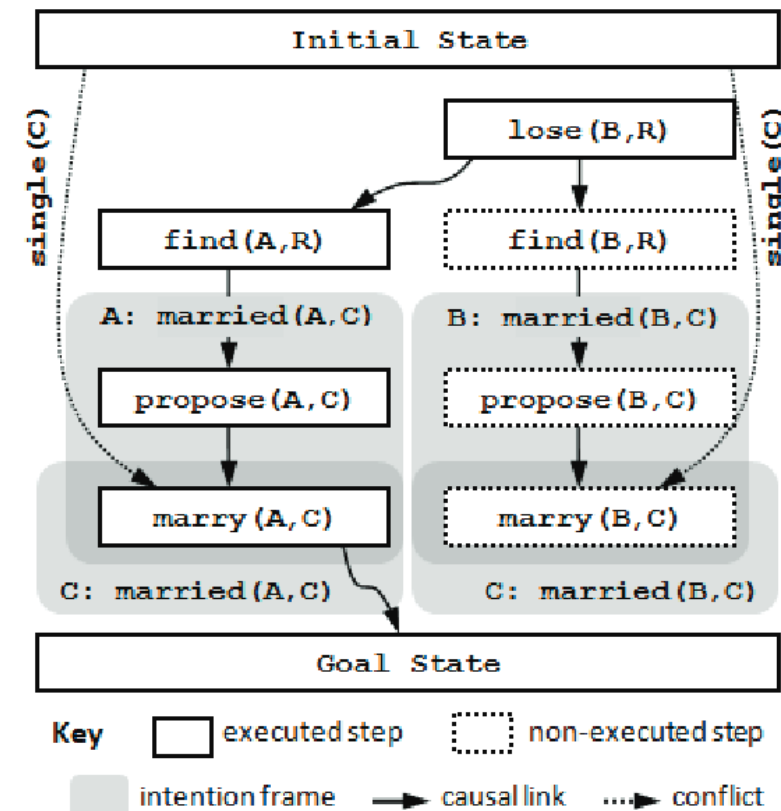 Initial State
single(C)
single(C)
lose(B,R)
find(A,R)
find(B,R)
A: married(A,C)
B: married(B,C)
propose(A,C)
propose(B,C)
marry(A,C)
marry(B,C)
C: married(A,C)
C: married(B,C)
Goal State
Key
executed step
non-executed step
intention frame
causal link
conflict